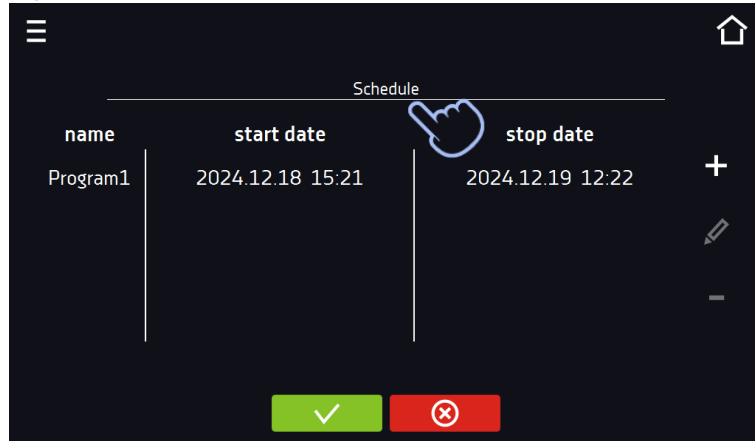 Schedule
name start date stop date
Program1 2024.12.18 15:21 2024.12.19 12:22